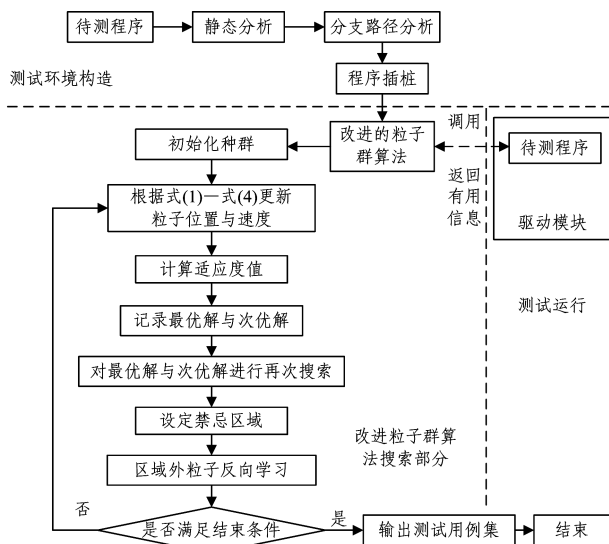 待测程序
静态分析
分支路径分析
测试环境构造
程序插桩
初始化种群
改进的粒子
群算法
调用
返回
有用
信息
待测程序
驱动模块
根据式(1)—式(4)更新
粒子位置与速度
计算适应度值
测试运行
记录最优解与次优解
对最优解与次优解进行再次搜索
设定禁忌区域
改进粒子群算
法搜索部分
区域外粒子反向学习
否
是否满足结束条件
是
输出测试用例集
结束